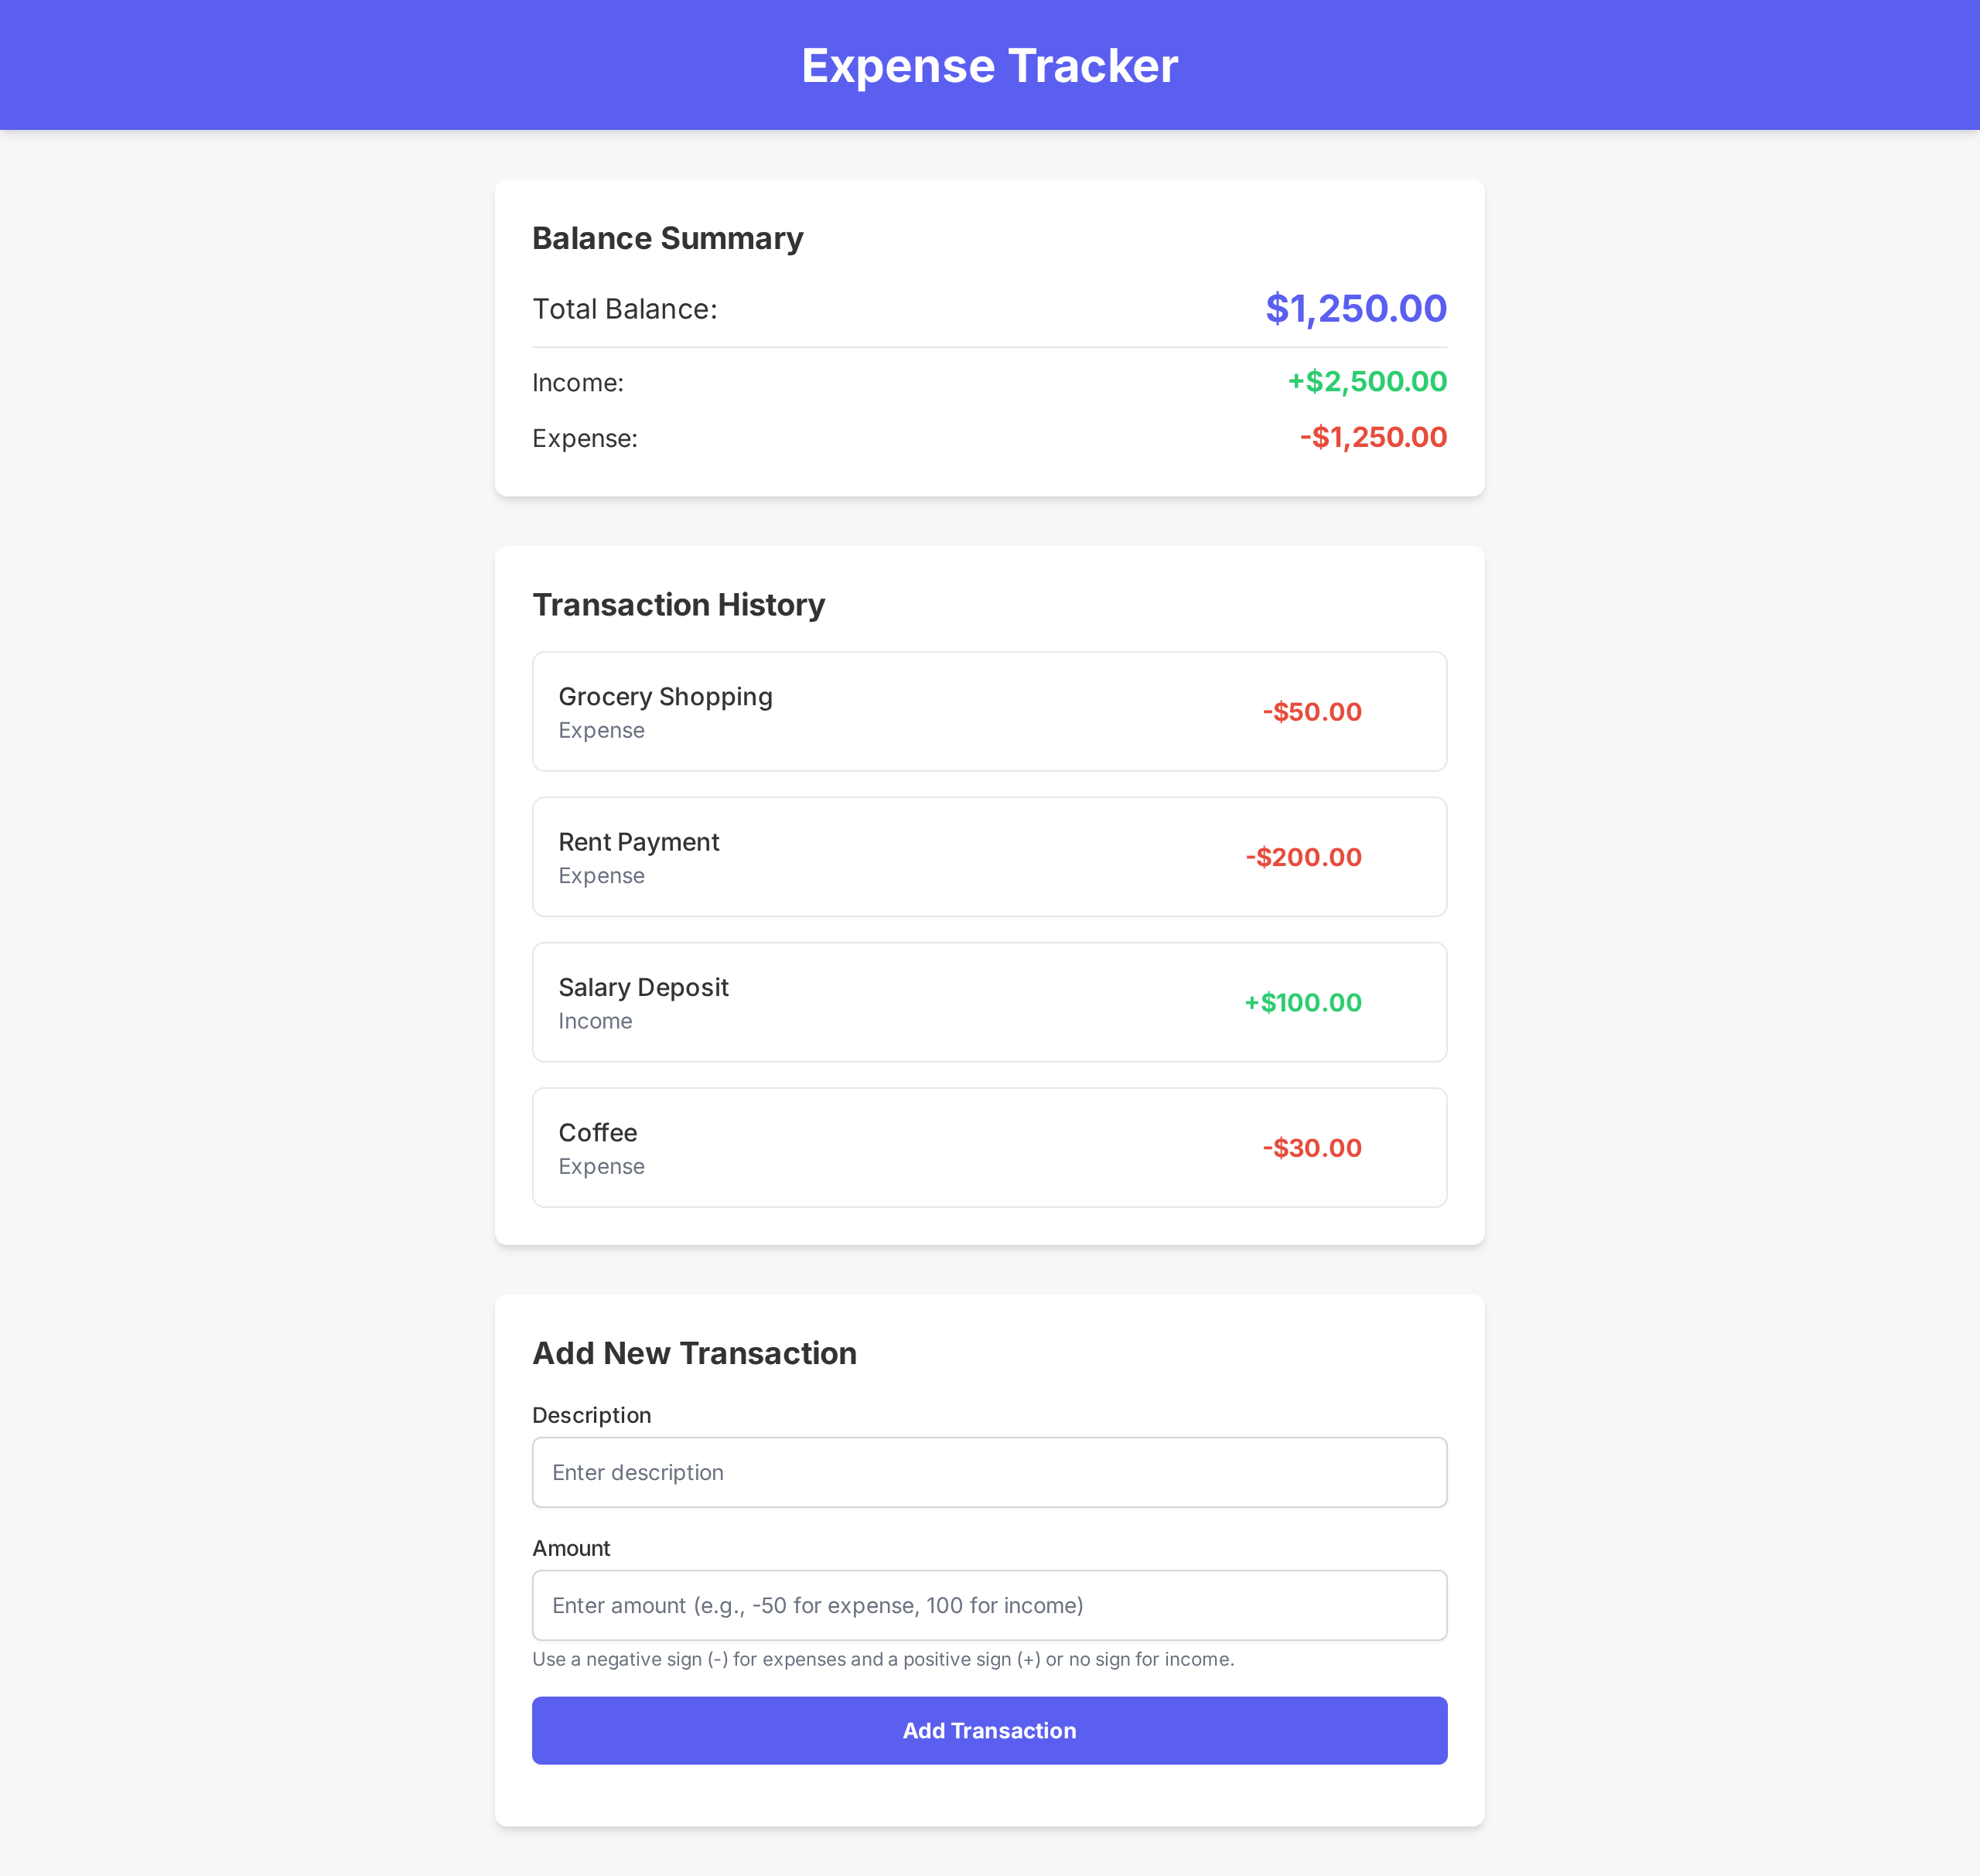 Expense Tracker
Balance Summary
Total Balance: $1,250.00
Income: +$2,500.00
Expense: -$1,250.00
Transaction History
Grocery Shopping
Expense
-$50.00
Rent Payment
Expense
-$200.00
Salary Deposit
Income
+$100.00
Coffee
Expense
-$30.00
Add New Transaction
Description
Enter description
Amount
Enter amount (e.g., -50 for expense, 100 for income)
Use a negative sign (-) for expenses and a positive sign (+) or no sign for income.
Add Transaction